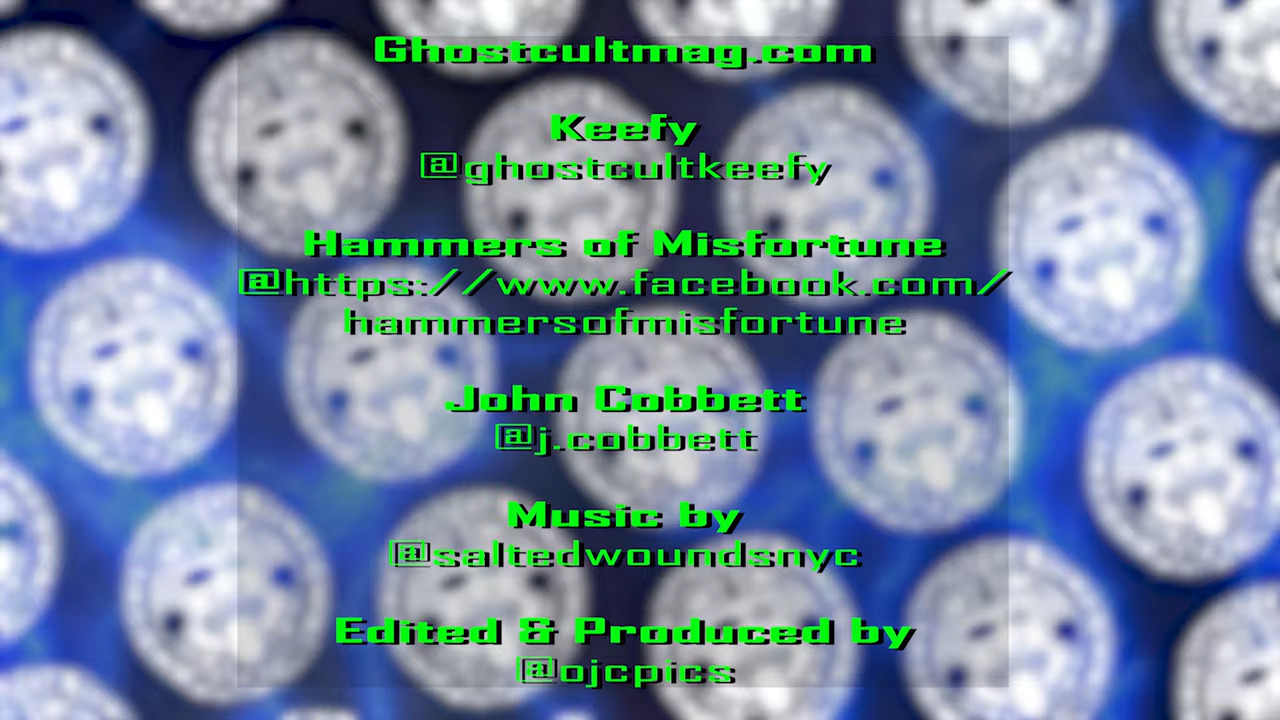 Ghostcultmag.com
Keefy
@ghostcultkeefy
Hammers of Misfortune
@https://www.facebook.com/
hammersofmisfortune
John Cobbett
@j.cobbett
Music by
@saltedwoundsnyc
Edited & Produced by
@ojcpics